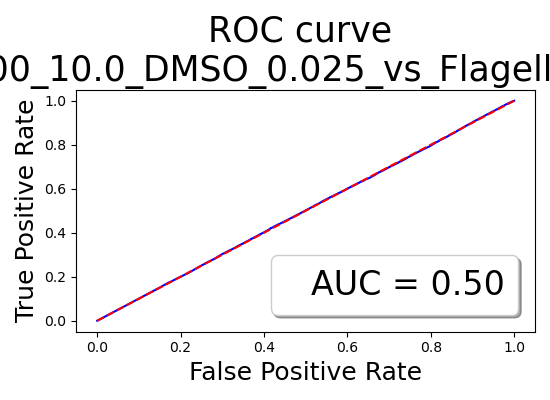 ROC curve
00_10.0_DMSO_0.025_vs_Flagell
1.0
0.8
0.6
0.4
0.2
0.0
True Positive Rate
AUC = 0.50
0.0 0.2 0.4 0.6 0.8 1.0
False Positive Rate